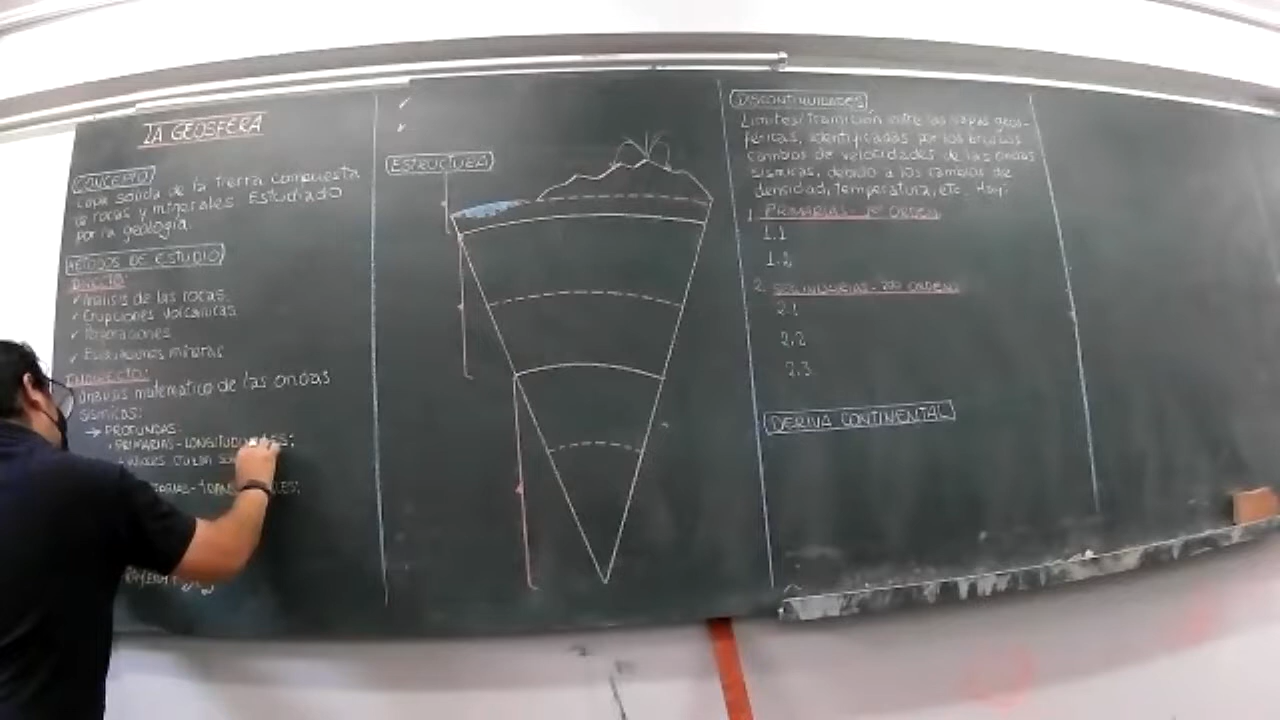 LA GEOSFERA
CONCEPTO
Capa sólida de la tierra compuesta
de rocas y minerales. Estudiado
por la geología.
MÉTODOS DE ESTUDIO
DIRECTO:
✓ Análisis de las rocas.
✓ Erupciones volcánicas
✓ Perforaciones
✓ Excavaciones mineras
INDIRECTO:
análisis matemático de las ondas
sísmicas:
→ PROFUNDAS
• PRIMARIAS - LONGITUDINALES:
ESTRUCTURA
DISCONTINUIDADES
Límites/transición entre las capas geos-
féricas, identificadas por los bruscos
cambios de velocidades de las ondas
sísmicas, debido a los cambios de
densidad, temperatura, etc. Hay:
1. PRIMARIAS - 1er ORDEN
1.1
1.2
2. SECUNDARIAS - 2do ORDEN
2.1
2.2
2.3
DERIVA CONTINENTAL